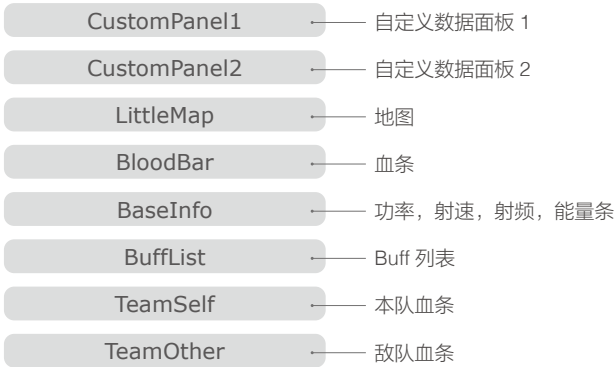 CustomPanel1 自定义数据面板 1
CustomPanel2 自定义数据面板 2
LittleMap 地图
BloodBar 血条
BaseInfo 功率，射速，射频，能量条
BuffList Buff 列表
TeamSelf 本队血条
TeamOther 敌队血条